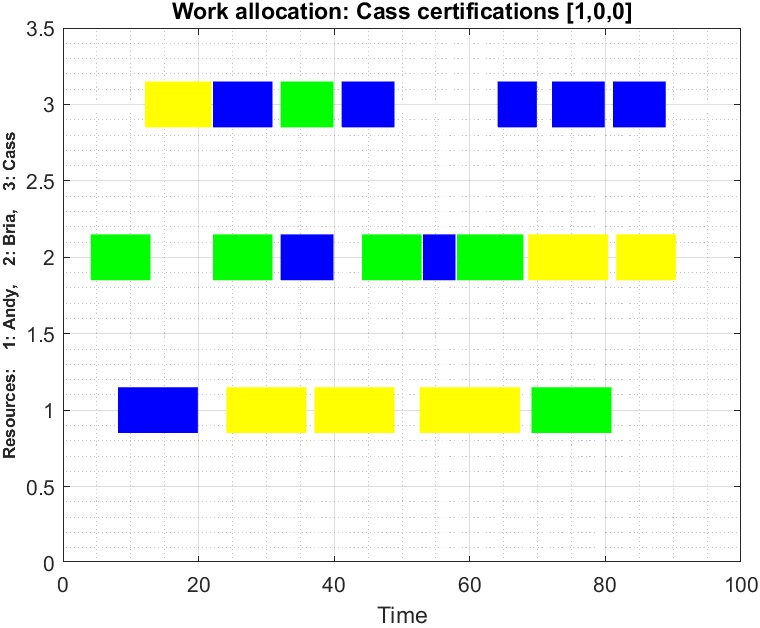 Work allocation: Cass certifications [1,0,0]
3.5
3
2.5
2
1.5
1
0.5
0
Resources: 1: Andy, 2: Bria, 3: Cass
0 20 40 60 80 100
Time